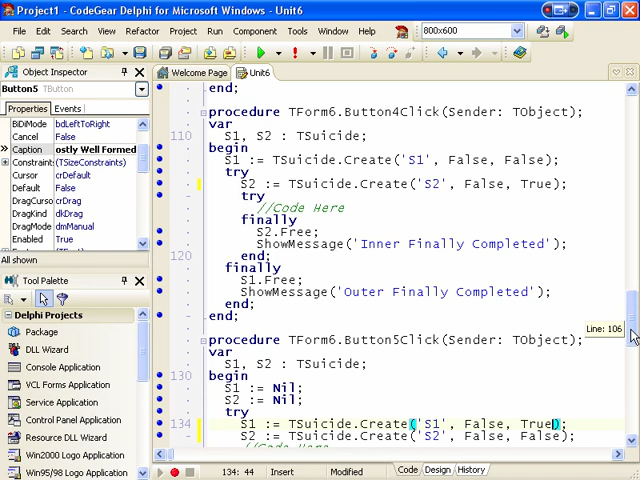 Project1 - CodeGear Delphi for Microsoft Windows - Unit6
File Edit Search View Refactor Project Run Component Tools Window Help
800x600
Object Inspector
Welcome Page Unit6
Button5 TButton
Properties Events
BiDiMode bdLeftToRight
Cancel False
Caption ostly Well Formed
Constraint: (TSizeConstraints)
Cursor crDefault
Default False
DragCurso crDrag
DragKind dkDrag
DragMode dmManual
Enabled True
All shown
Tool Palette
Delphi Projects
Package
DLL Wizard
Console Application
VCL Forms Application
Service Application
Control Panel Application
Resource DLL Wizard
Win2000 Logo Application
Win95/98 Logo Application
end;
procedure TForm6.Button4Click(Sender: TObject);
var
110 S1, S2 : TSuicide;
begin
S1 := TSuicide.Create('S1', False, False);
try
S2 := TSuicide.Create('S2', False, True);
try
//Code Here
finally
S2.Free;
ShowMessage('Inner Finally Completed');
120 end;
finally
S1.Free;
ShowMessage('Outer Finally Completed');
end;
end;
procedure TForm6.Button5Click(Sender: TObject);
var
S1, S2 : TSuicide;
130 begin
S1 := Nil;
S2 := Nil;
try
134 S1 := TSuicide.Create('S1', False, True);
S2 := TSuicide.Create('S2', False, False);
//Code Here
Line: 106
134: 44 Insert Modified Code Design History